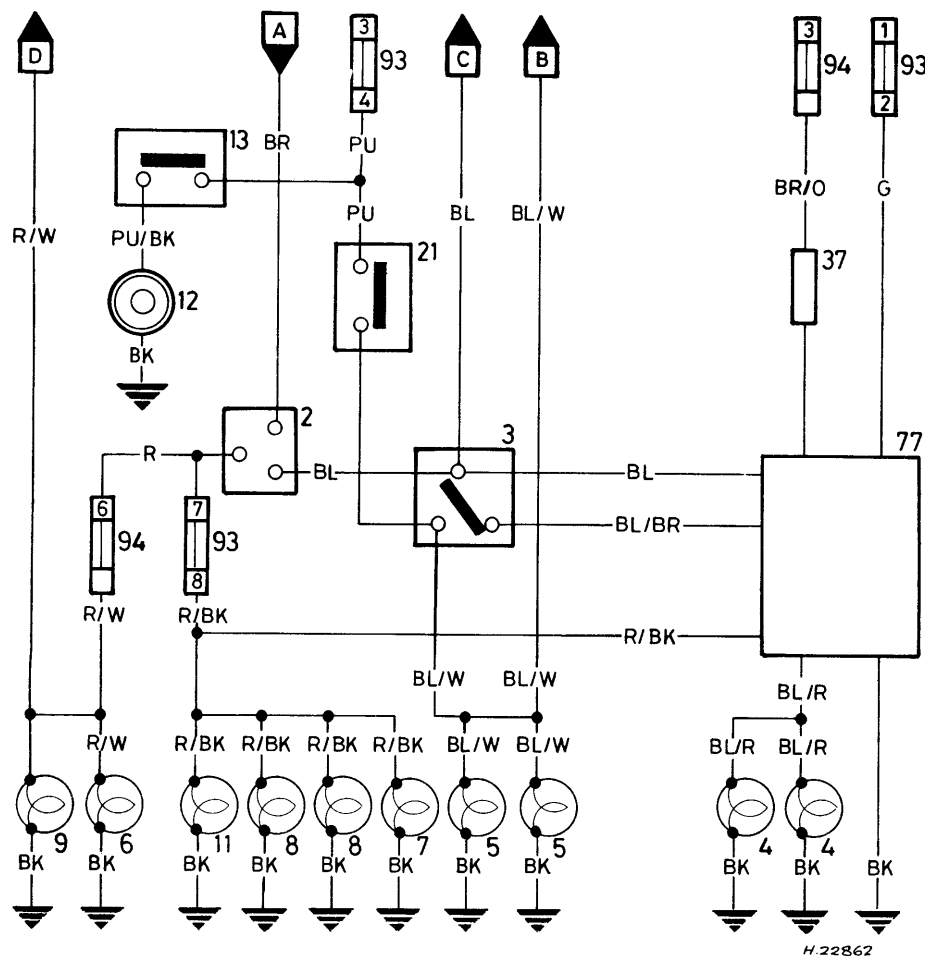 D A 3 93 4 C B 3 94 1 93 2
13 BR PU
PU BL BL/W BR/O G
R/W PU/BK 21 37
12
BK
2 3 77
R BL BL
6 7
94 93 BL/BR
8
R/W R/BK R/BK
BL/W BL/W BL/R
R/W R/BK R/BK R/BK R/BK BL/W BL/W BL/R BL/R
9 6 11 8 8 7 5 5 4 4
BK BK BK BK BK BK BK BK BK BK BK
H.22862